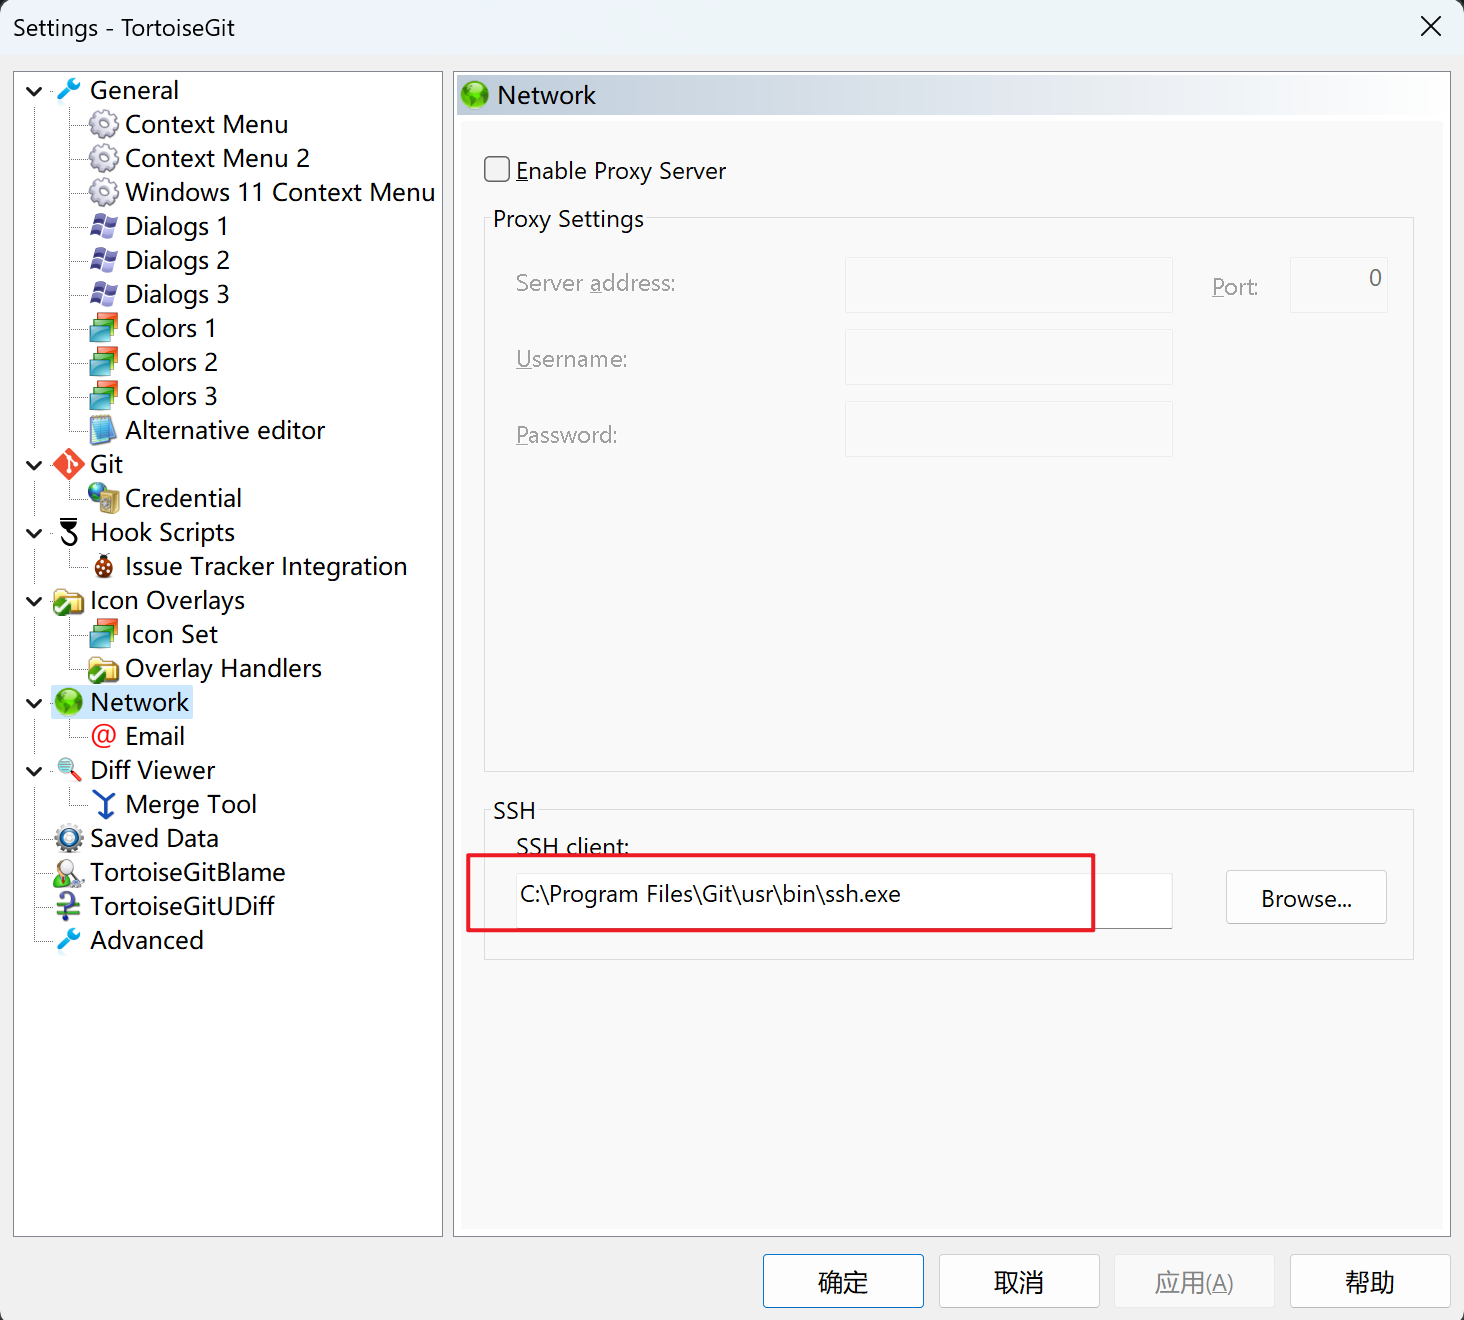 Settings - TortoiseGit
General
Context Menu
Context Menu 2
Windows 11 Context Menu
Dialogs 1
Dialogs 2
Dialogs 3
Colors 1
Colors 2
Colors 3
Alternative editor
Git
Credential
Hook Scripts
Issue Tracker Integration
Icon Overlays
Icon Set
Overlay Handlers
Network
Email
Diff Viewer
Merge Tool
Saved Data
TortoiseGitBlame
TortoiseGitUDiff
Advanced
Network
Enable Proxy Server
Proxy Settings
Server address:
Port:
0
Username:
Password:
SSH
SSH client:
C:\Program Files\Git\usr\bin\ssh.exe
Browse...
确定
取消
应用(A)
帮助